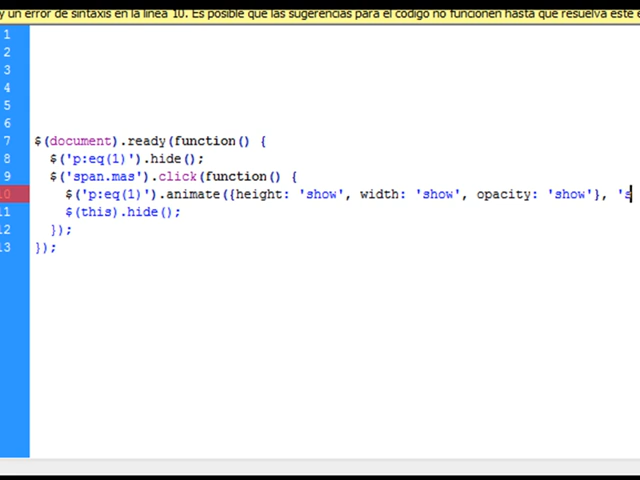 y un error de sintaxis en la línea 10. Es posible que las sugerencias para el código no funcionen hasta que resuelva este
1
2
3
4
5
6
7 $(document).ready(function() {
8 $('p:eq(1)').hide();
9 $('span.mas').click(function() {
10 $('p:eq(1)').animate({height: 'show', width: 'show', opacity: 'show'}, 's
11 $(this).hide();
12 });
13 });